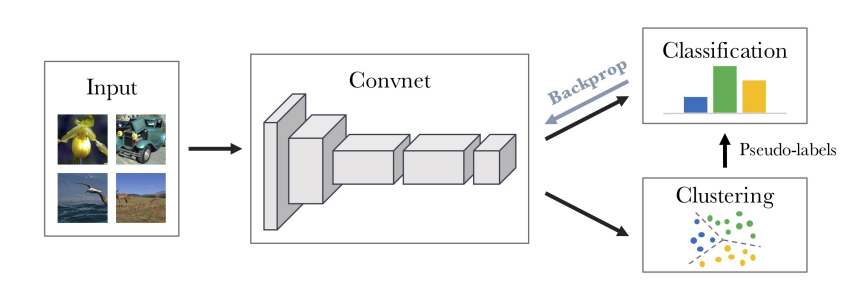 Input
Convnet
Backprop
Classification
Pseudo-labels
Clustering